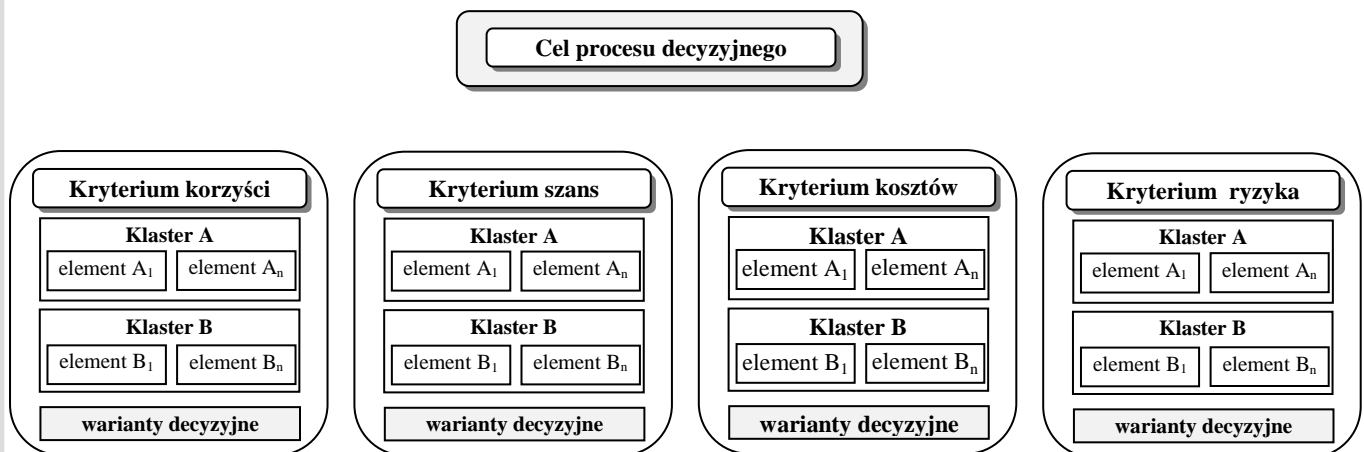 Cel procesu decyzyjnego
Kryterium korzyści
Klaster A
element A₁ element Aₙ
Klaster B
element B₁ element Bₙ
warianty decyzyjne
Kryterium szans
Klaster A
element A₁ element Aₙ
Klaster B
element B₁ element Bₙ
warianty decyzyjne
Kryterium kosztów
Klaster A
element A₁ element Aₙ
Klaster B
element B₁ element Bₙ
warianty decyzyjne
Kryterium ryzyka
Klaster A
element A₁ element Aₙ
Klaster B
element B₁ element Bₙ
warianty decyzyjne